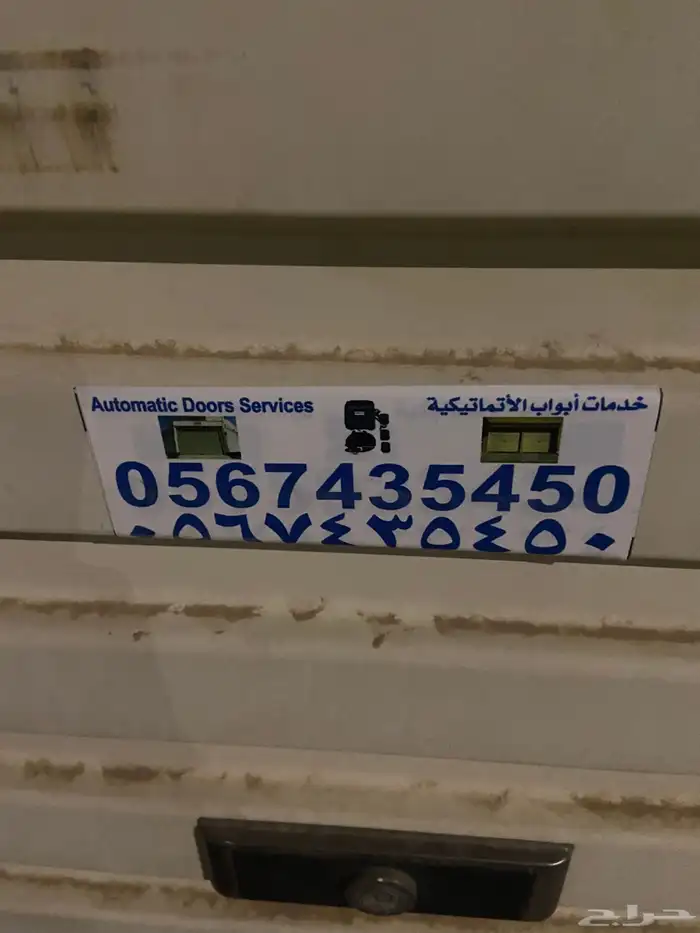 Automatic Doors Services
خدمات أبواب الأتماتيكية
0567435450
٠٥٦٧٤٣٥٤٥٠
حراج